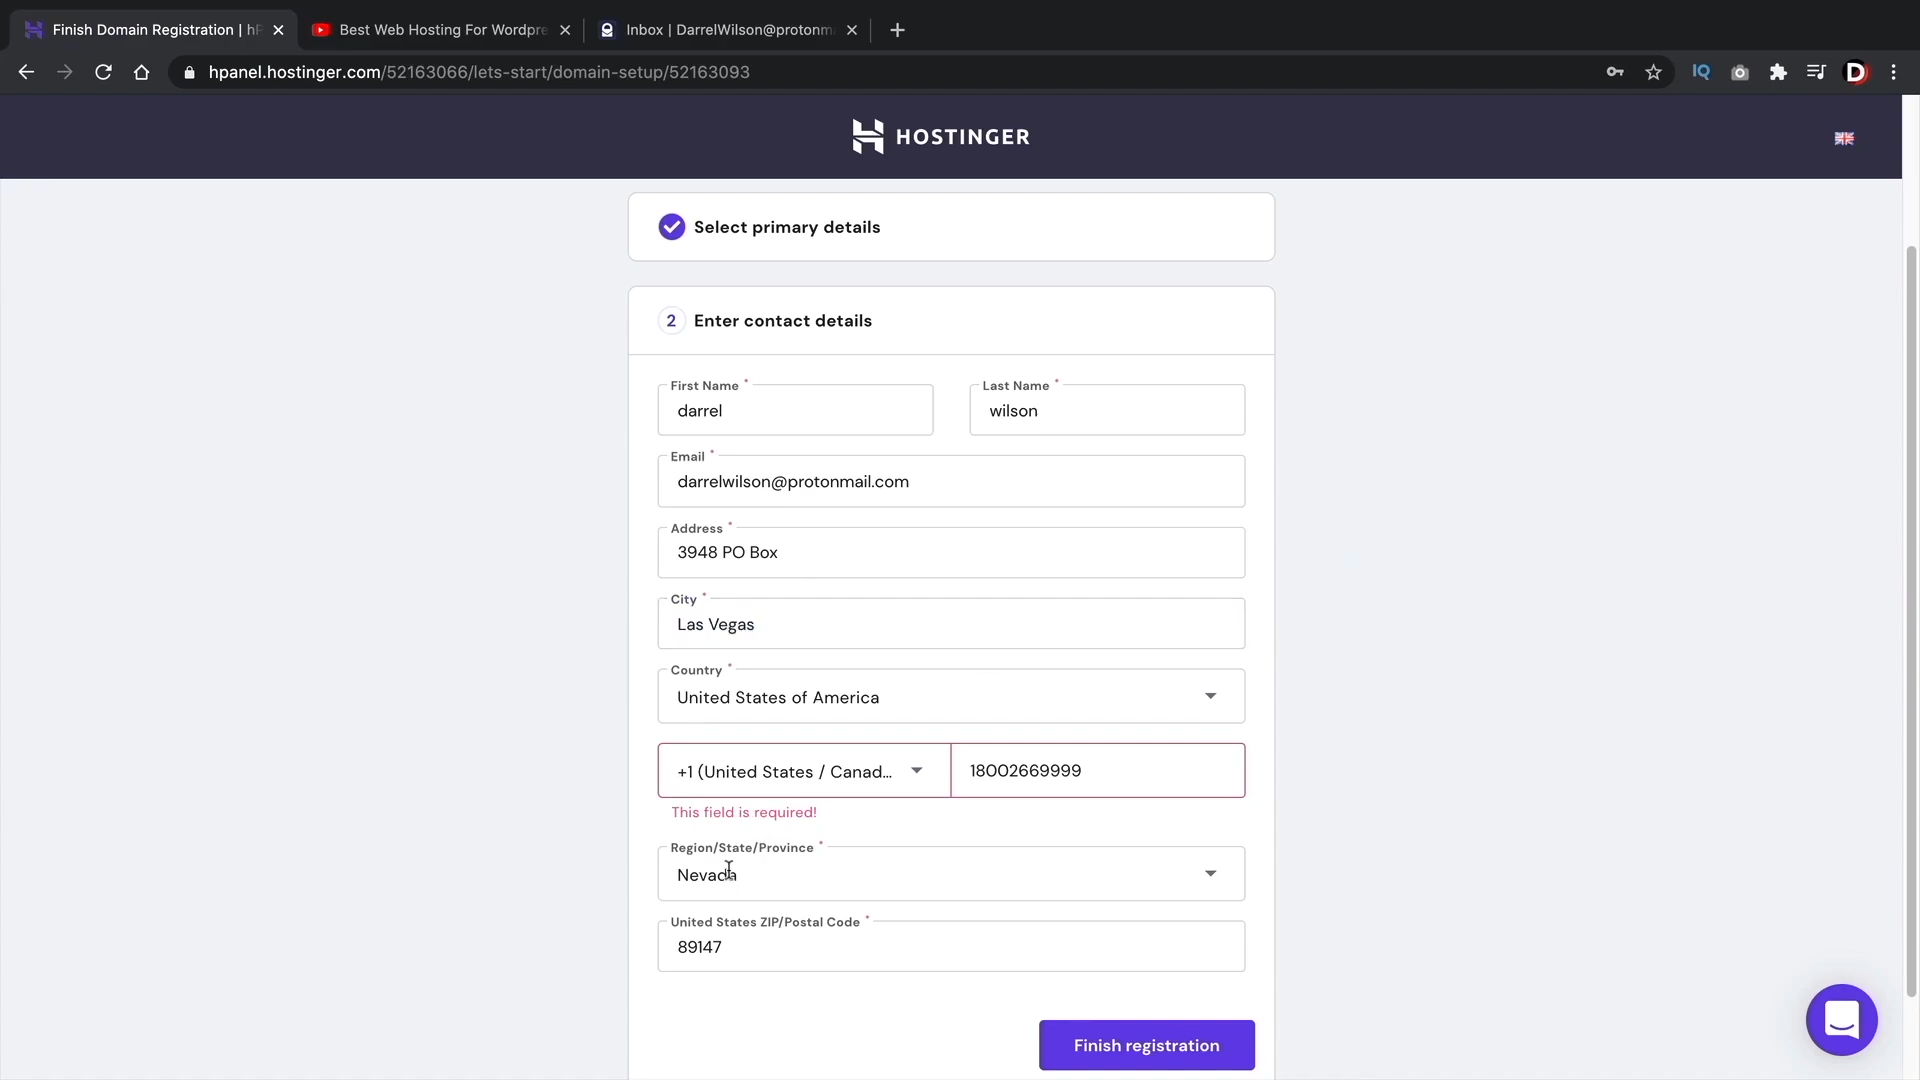 Finish Domain Registration | hP
Best Web Hosting For Wordpre
Inbox | DarrelWilson@protonm
hpanel.hostinger.com/52163066/lets-start/domain-setup/52163093
IQ
D
HOSTINGER
Select primary details
2 Enter contact details
First Name *
darrel
Last Name *
wilson
Email *
darrelwilson@protonmail.com
Address *
3948 PO Box
City *
Las Vegas
Country *
United States of America
+1 (United States / Canad...
18002669999
This field is required!
Region/State/Province *
Nevada
United States ZIP/Postal Code *
89147
Finish registration